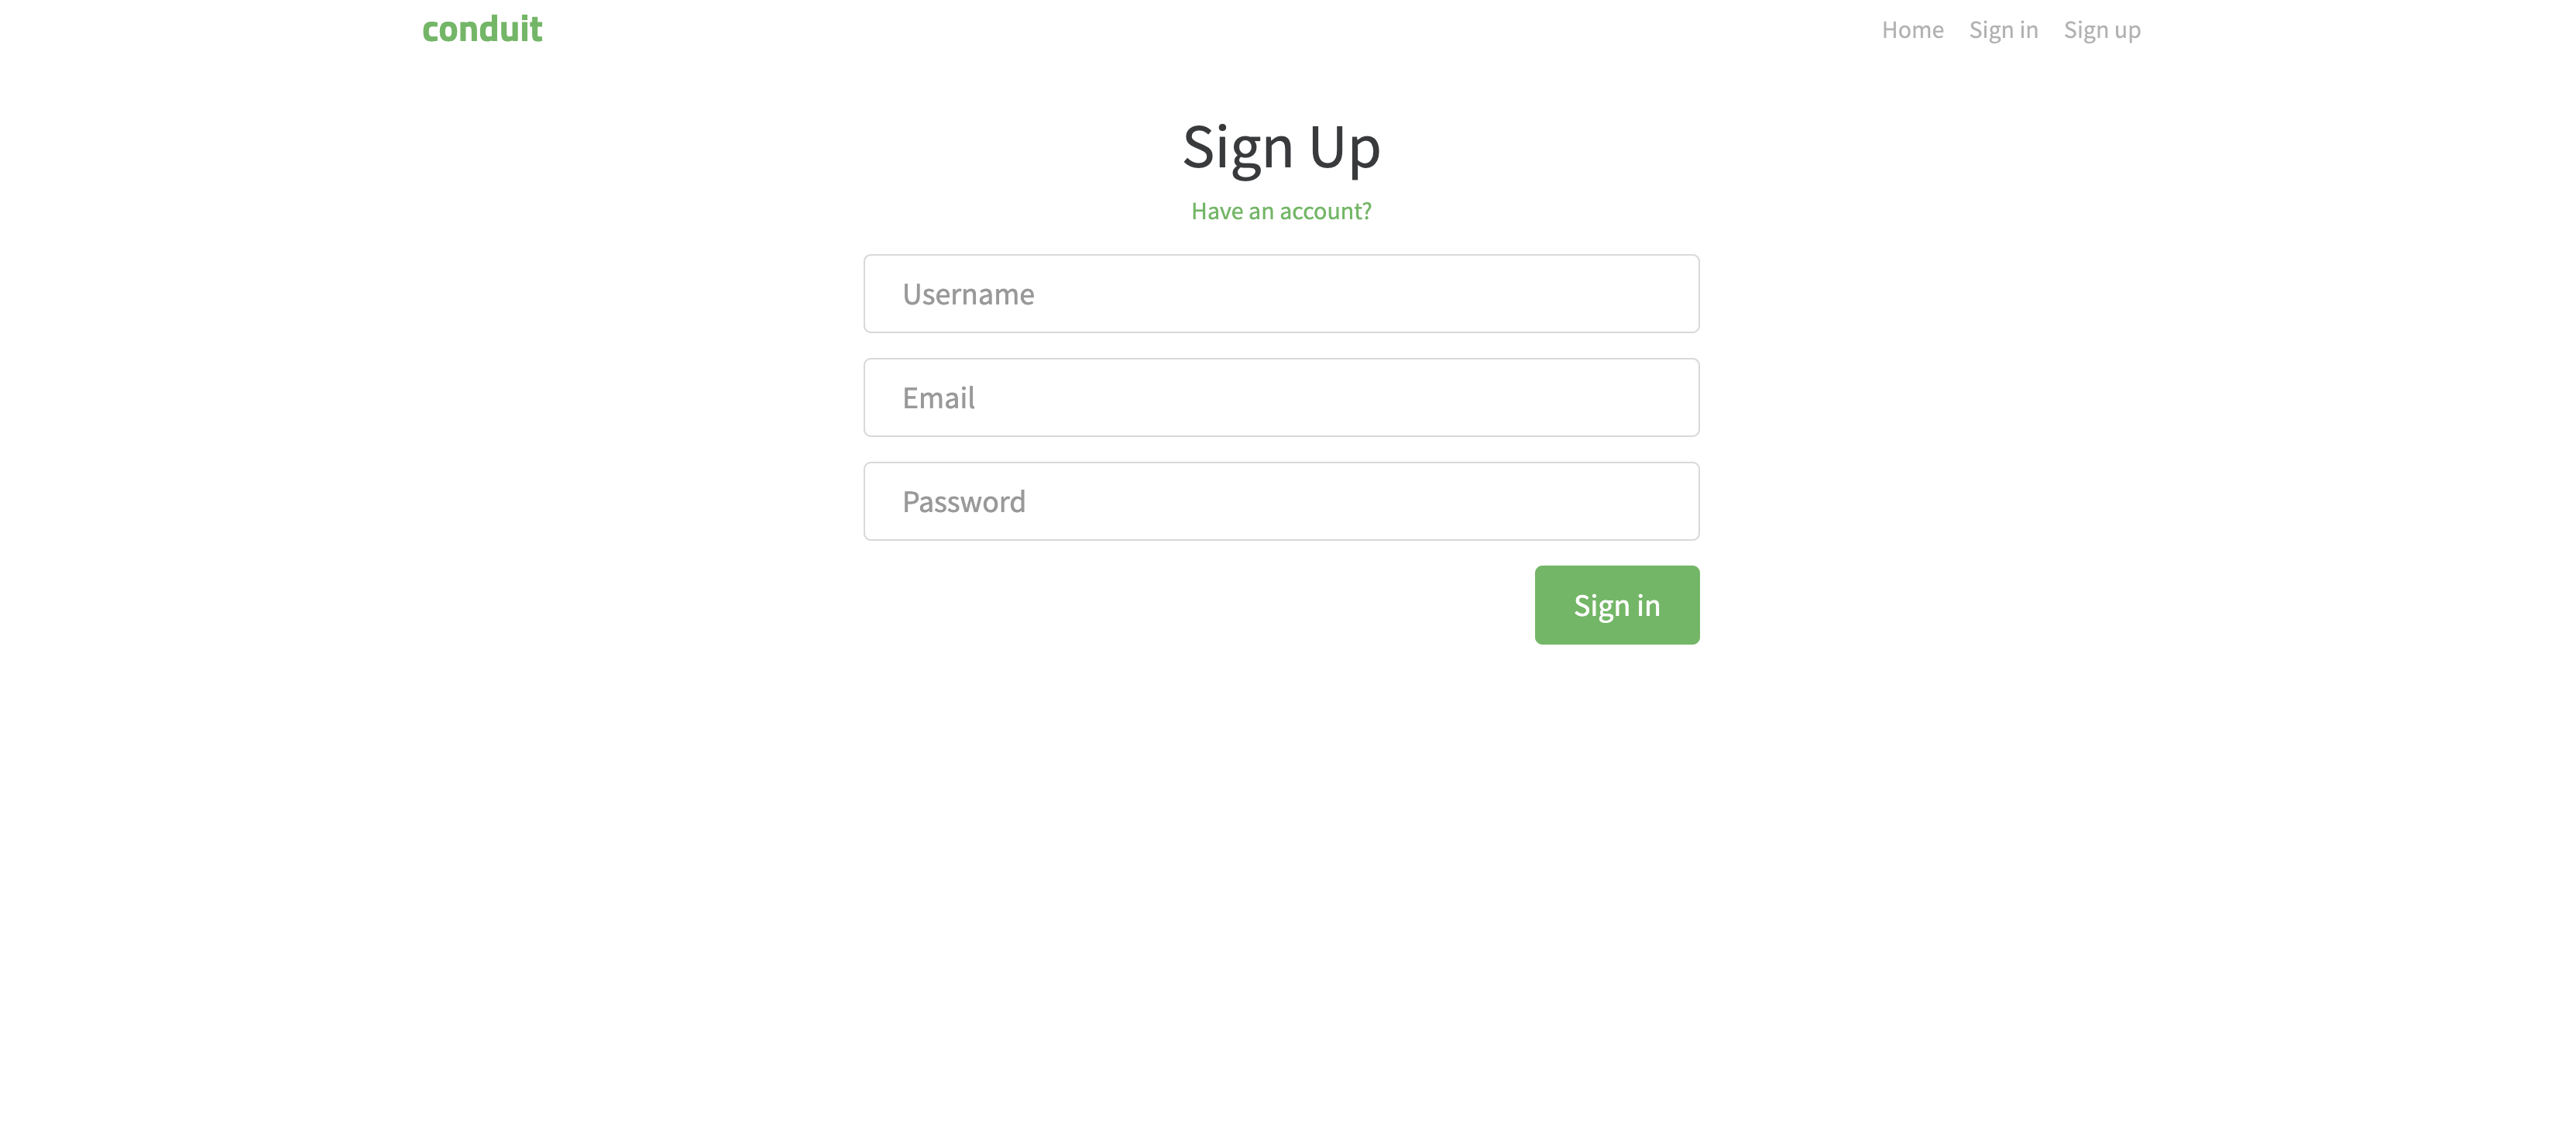 conduit
Home Sign in Sign up
Sign Up
Have an account?
Username
Email
Password
Sign in